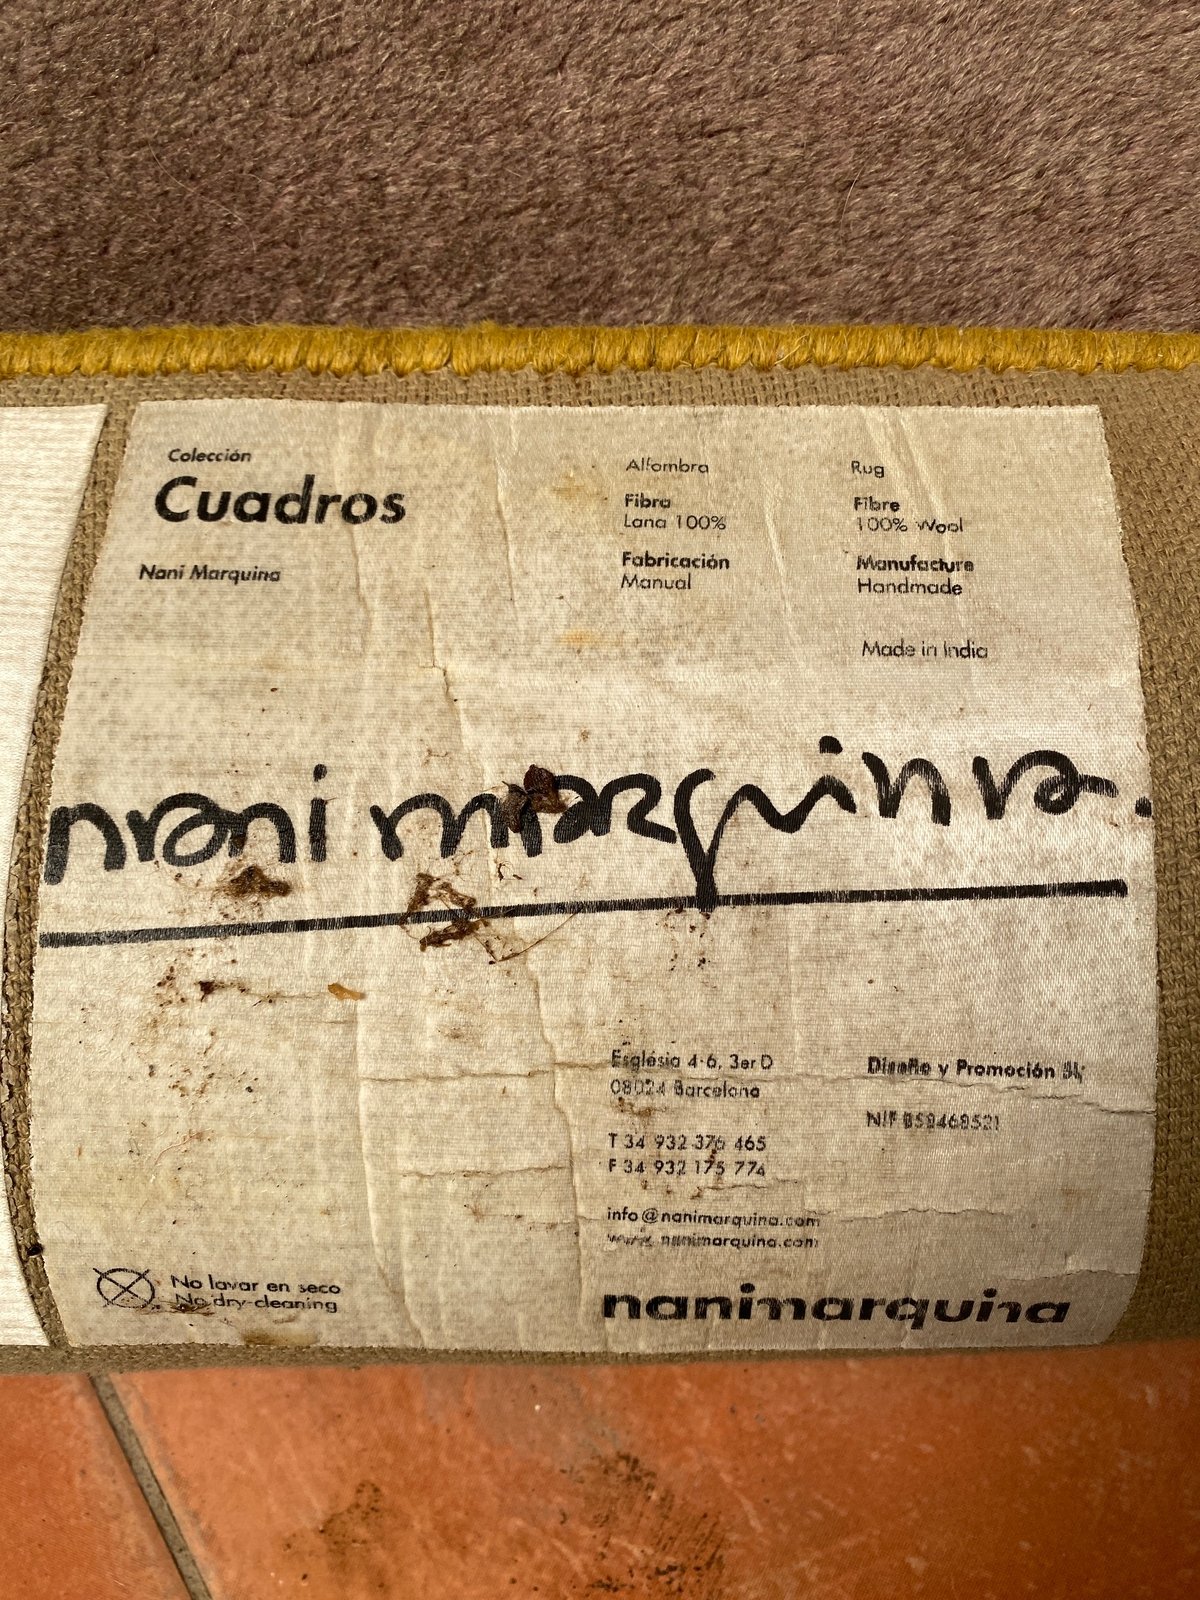 Colección
Cuadros
Nani Marquina
Alfombra
Fibra
Lana 100%
Fabricación
Manual
Rug
Fibre
100% Wool
Manufacture
Handmade
Made in India
nani marquina.
Església 4-6, 3er D
08024 Barcelona
T 34 932 376 465
F 34 932 175 774
info@nanimarquina.com
www.nanimarquina.com
Diseño y Promoción
NIF
No lavar en seco
No dry-cleaning
nanimarquina